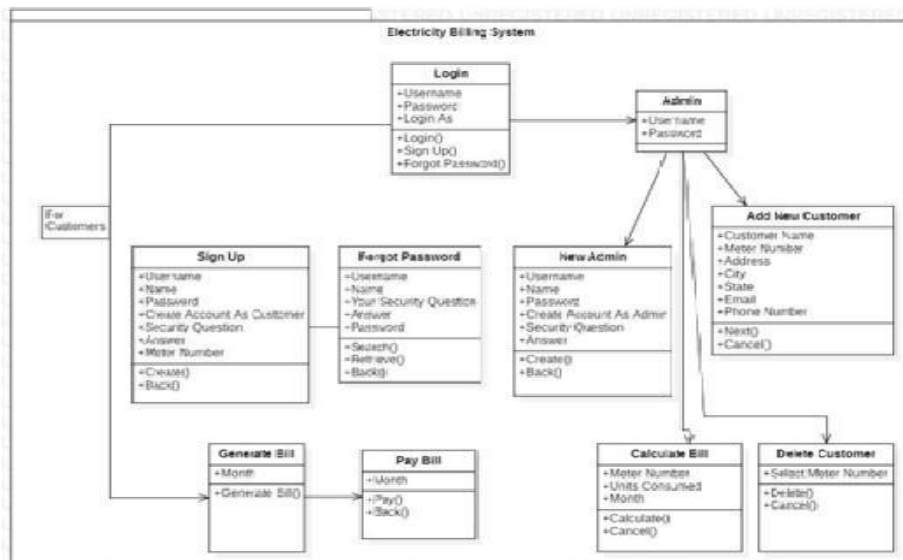 Electricity Billing System
Login
+Username
+Password
+Login As
+Login()
+Sign Up()
+Forgot Password()
Admin
+Username
+Password
For
Customers
Sign Up
+Username
+Name
+Password
+Create Account As Customer
+Security Question
+Answer
+Meter Number
+Create()
+Back()
Forgot Password
+Username
+Name
+Your Security Question
+Answer
+Password
+Search()
+Retrieve()
+Back()
New Admin
+Username
+Name
+Password
+Create Account As Admin
+Security Question
+Answer
+Create()
+Back()
Add New Customer
+Customer Name
+Meter Number
+Address
+City
+State
+Email
+Phone Number
+Next()
+Cancel()
Generate Bill
+Month
+Generate Bill()
Pay Bill
+Month
+Pay()
+Back()
Calculate Bill
+Meter Number
+Units Consumed
+Month
+Calculate()
+Cancel()
Delete Customer
+Select Meter Number
+Delete()
+Cancel()